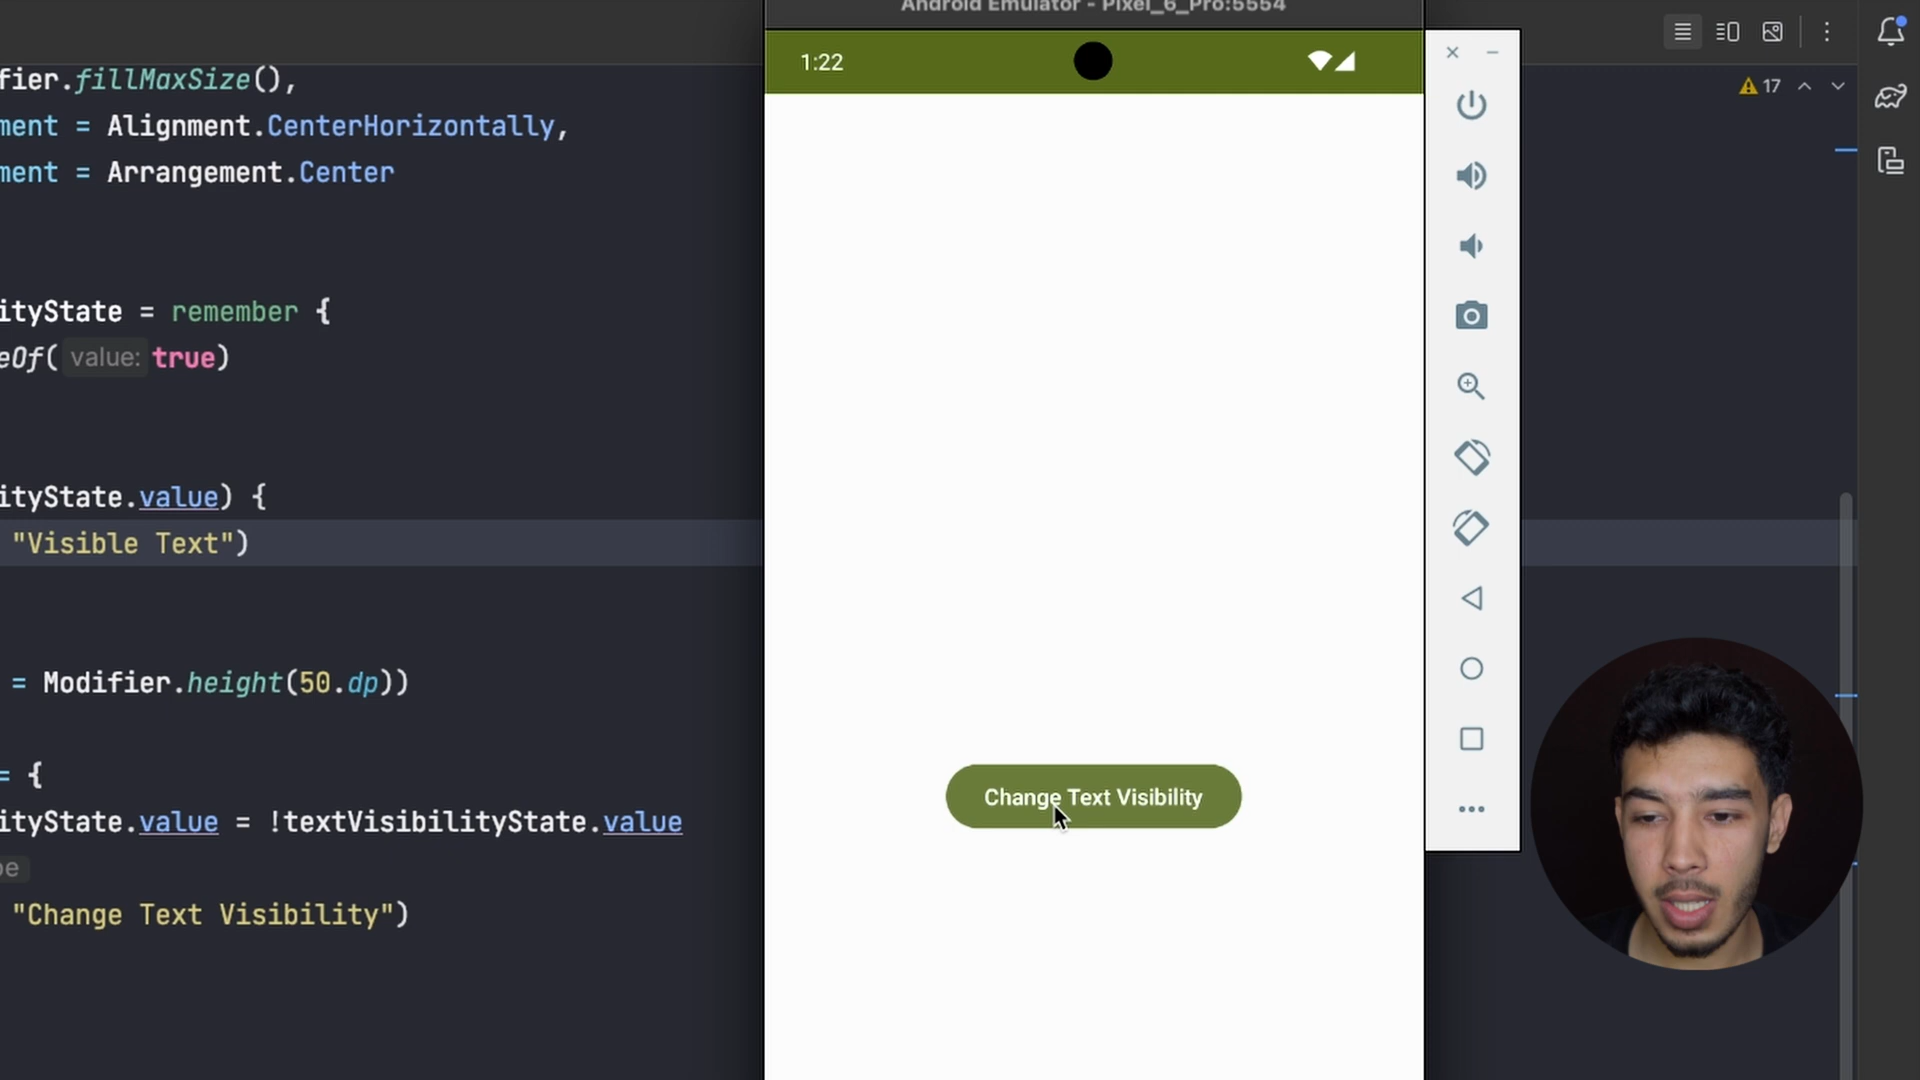 Android Emulator - Pixel_6_Pro:5554
1:22
17
fier.fillMaxSize(),
ment = Alignment.CenterHorizontally,
ment = Arrangement.Center
ityState = remember {
eOf( value: true)
ityState.value) {
"Visible Text")
= Modifier.height(50.dp))
= {
ityState.value = !textVisibilityState.value
pe
"Change Text Visibility")
Change Text Visibility